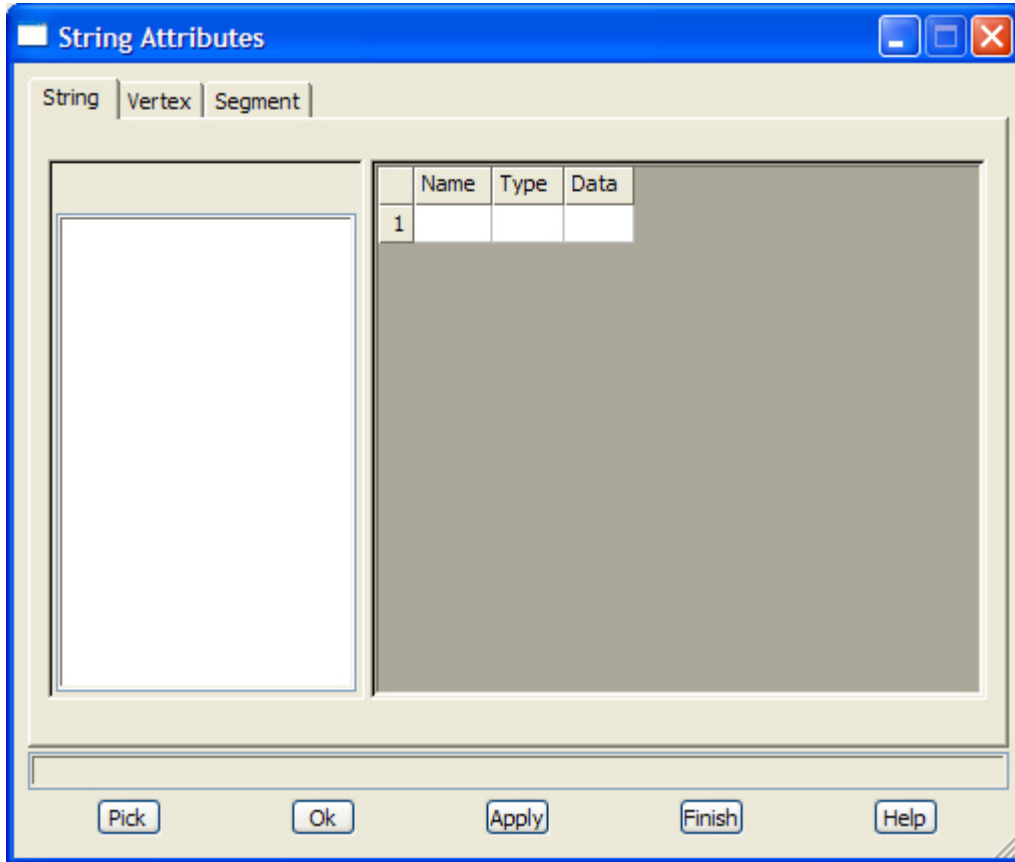 String Attributes
String Vertex Segment
Name Type Data
1
Pick Ok Apply Finish Help